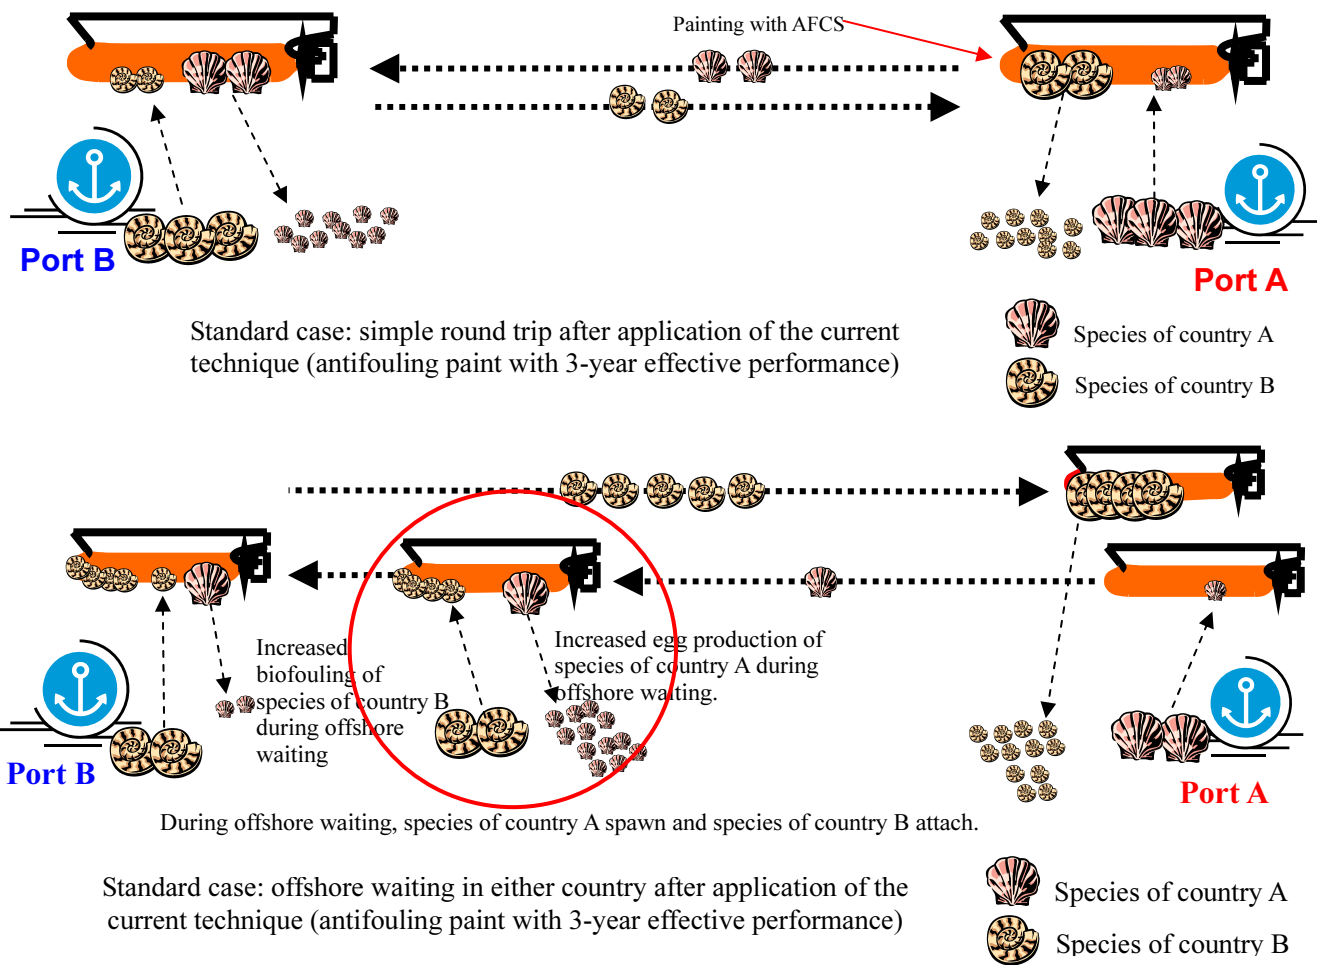 Painting with AFCS
Port B
Port A
Standard case: simple round trip after application of the current
technique (antifouling paint with 3-year effective performance)
Species of country A
Species of country B
Increased
biofouling of
species of country B
during offshore
waiting
Increased egg production of
species of country A during
offshore waiting.
Port B
Port A
During offshore waiting, species of country A spawn and species of country B attach.
Standard case: offshore waiting in either country after application of the
current technique (antifouling paint with 3-year effective performance)
Species of country A
Species of country B